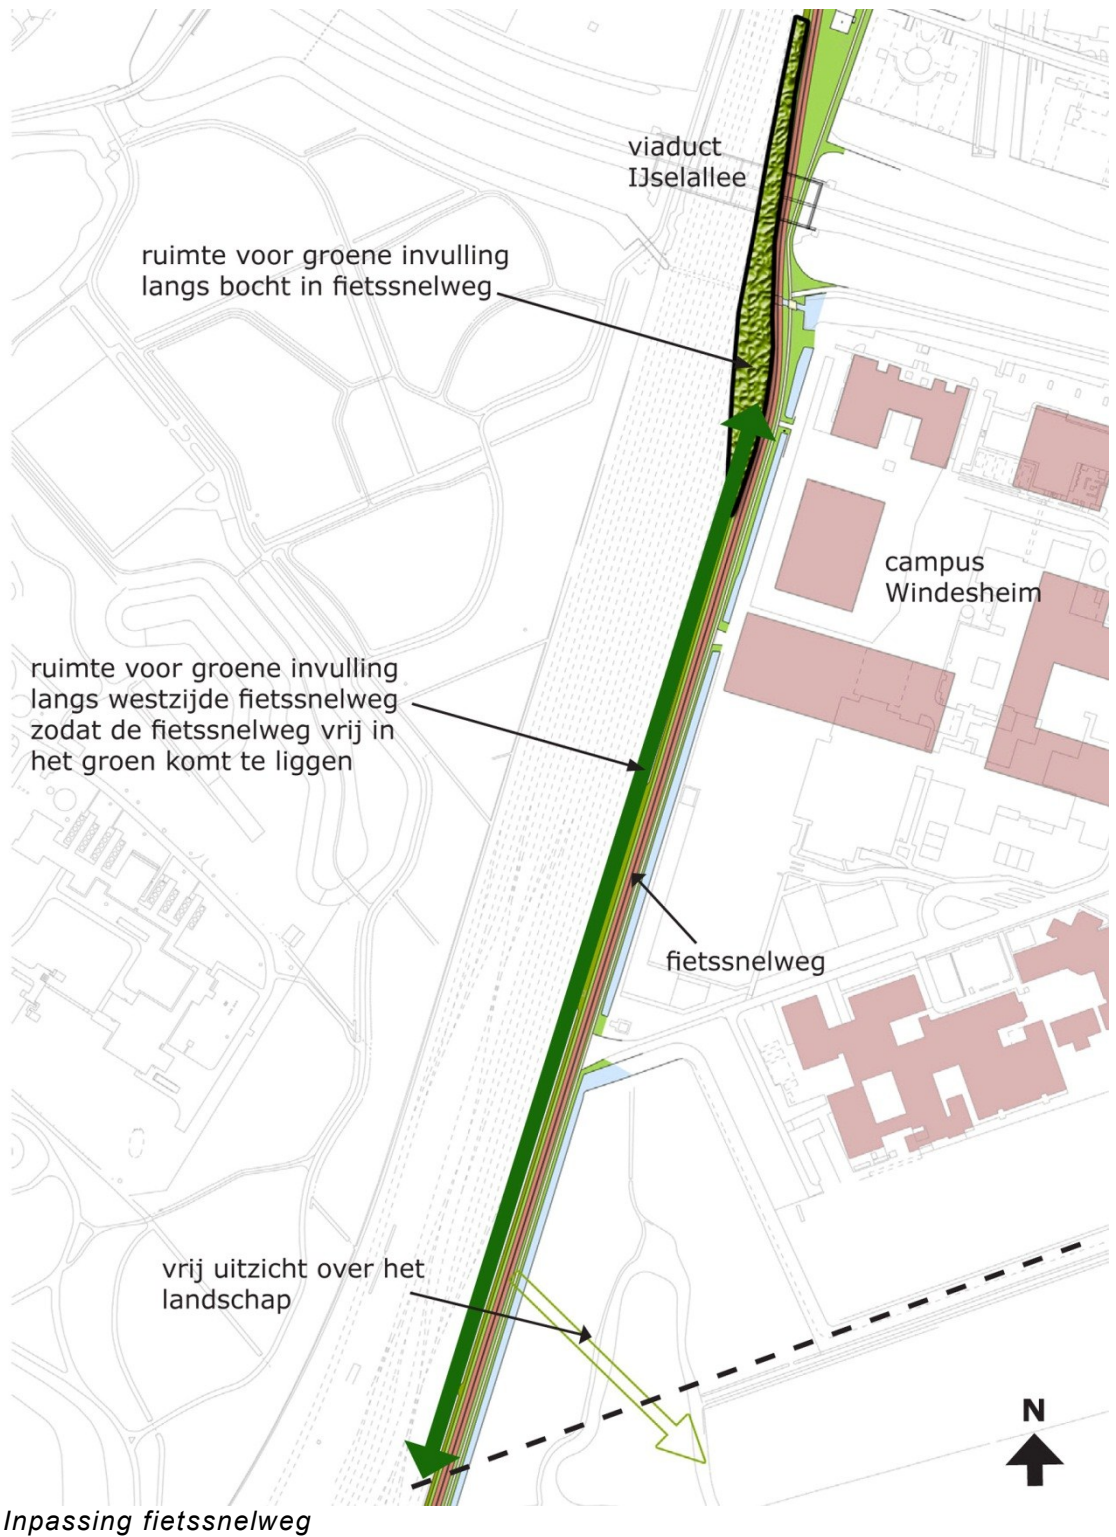 viaduct
IJselallee
ruimte voor groene invulling
langs bocht in fietssnelweg
campus
Windesheim
ruimte voor groene invulling
langs westzijde fietssnelweg
zodat de fietssnelweg vrij in
het groen komt te liggen
fietssnelweg
vrij uitzicht over het
landschap
N
Inpassing fietssnelweg